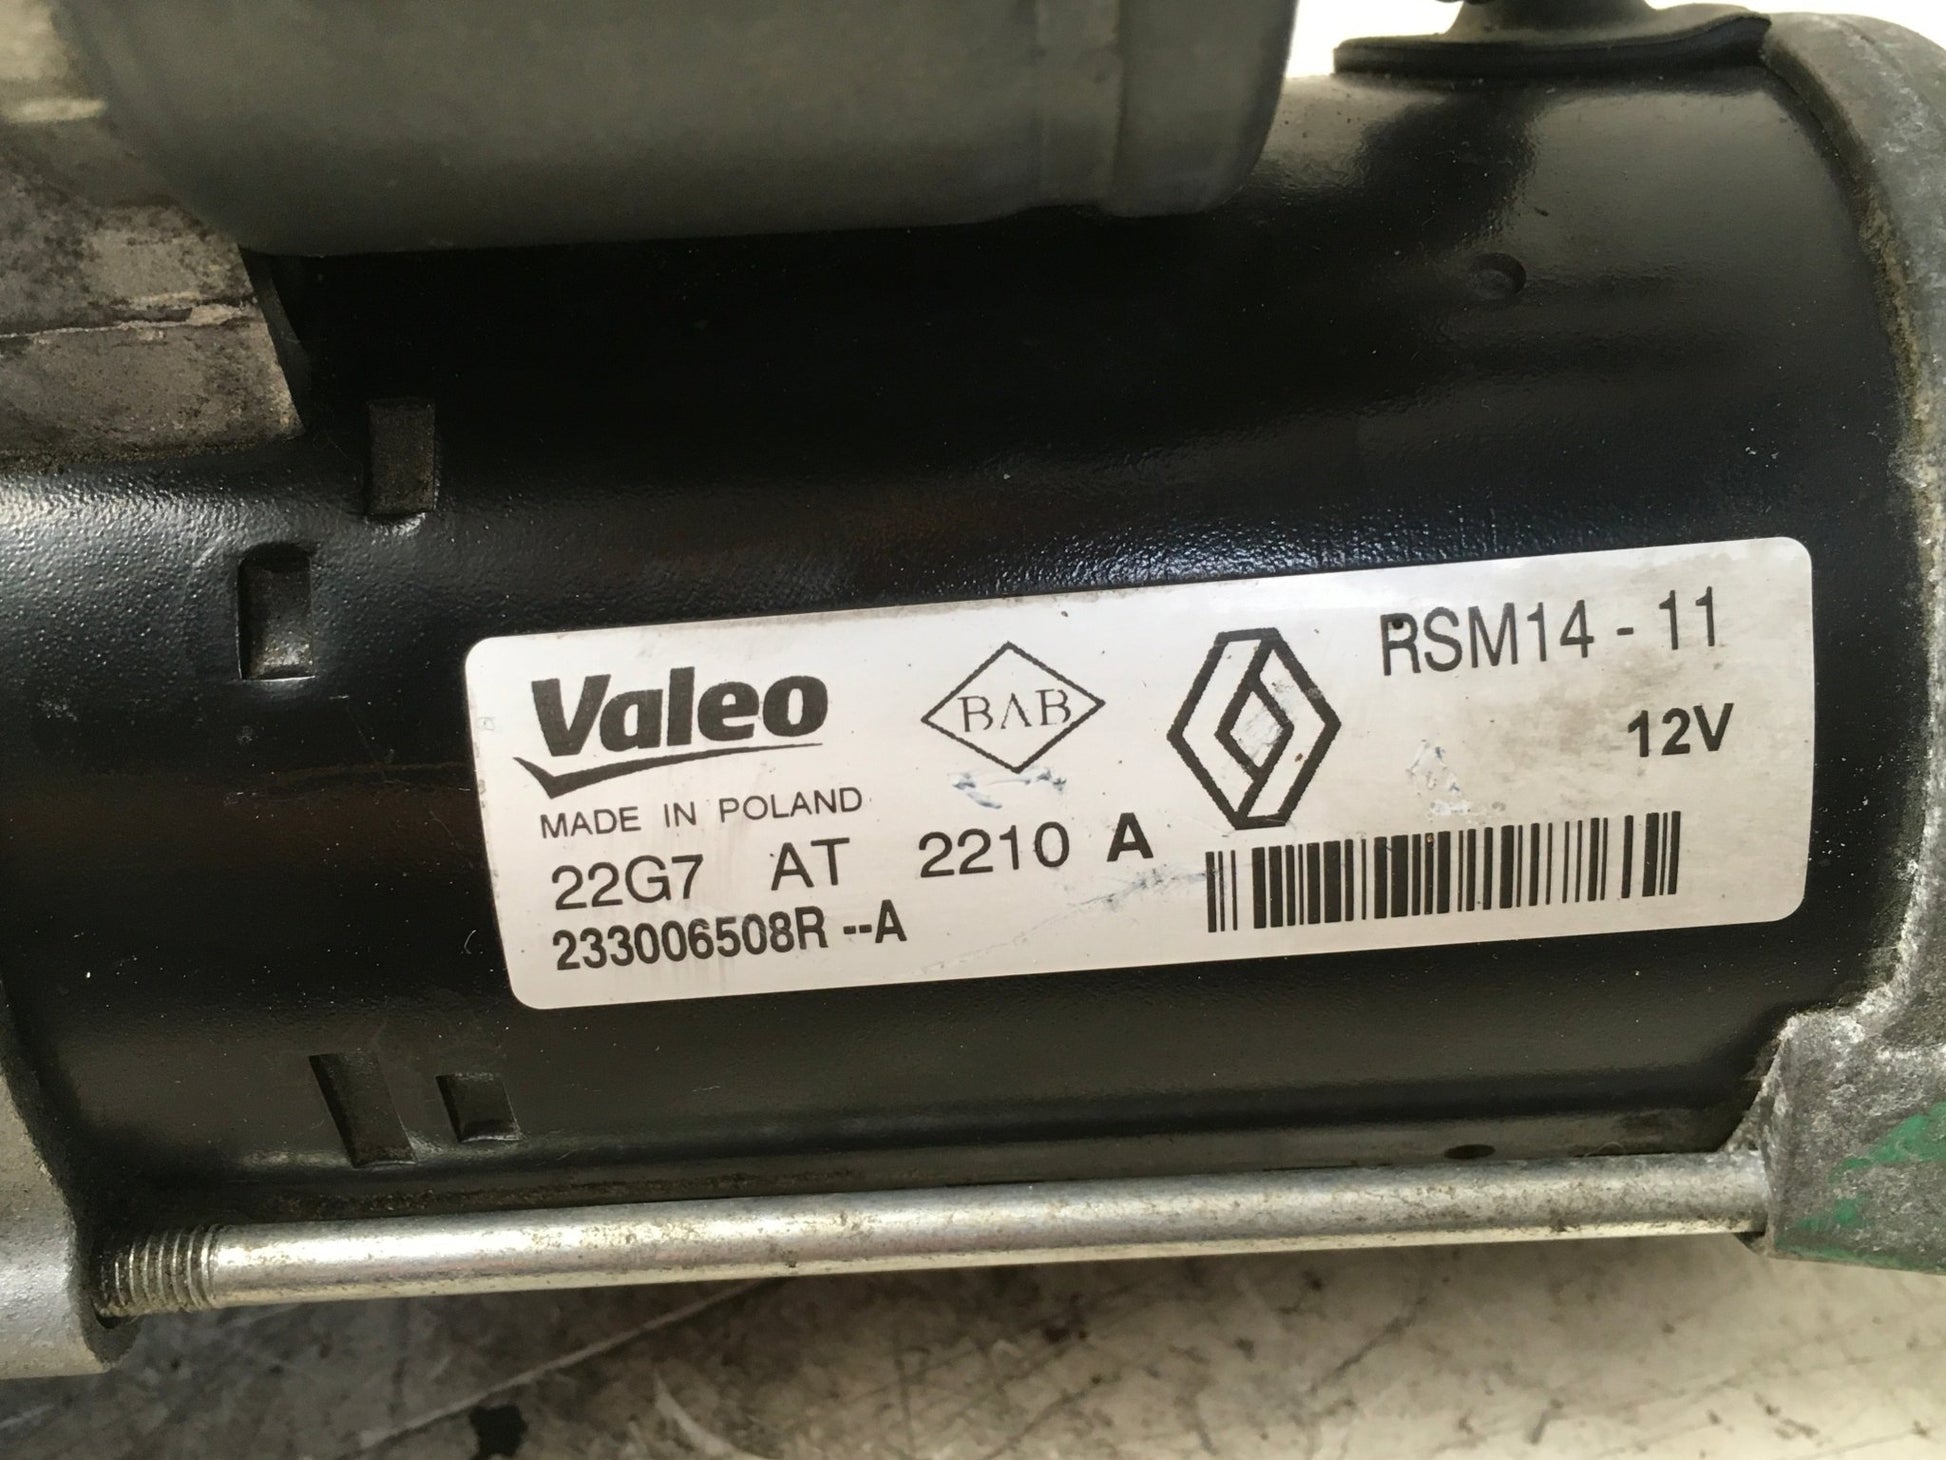 Valeo
BAB
RSM14 - 11
12V
MADE IN POLAND
22G7 AT 2210 A
233006508R --A